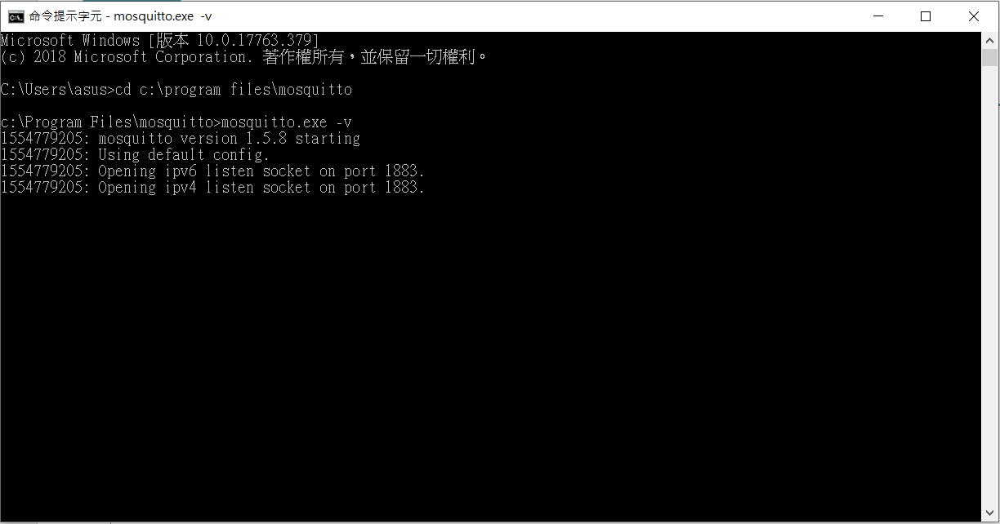 命令提示字元 - mosquitto.exe  -v
Microsoft Windows [版本 10.0.17763.379]
(c) 2018 Microsoft Corporation. 著作權所有，並保留一切權利。
C:\Users\asus>cd c:\program files\mosquitto
c:\Program Files\mosquitto>mosquitto.exe -v
1554779205: mosquitto version 1.5.8 starting
1554779205: Using default config.
1554779205: Opening ipv6 listen socket on port 1883.
1554779205: Opening ipv4 listen socket on port 1883.